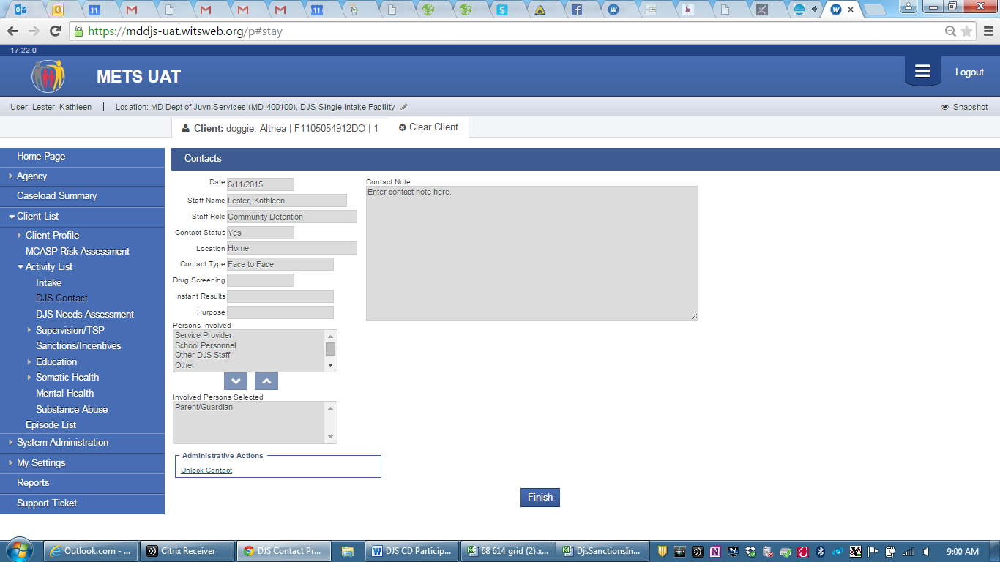 11
11
https://mddjs-uat.witsweb.org/p#stay
17.22.0
METS UAT
Logout
User: Lester, Kathleen | Location: MD Dept of Juvn Services (MD-400100), DJS Single Intake Facility
Snapshot
Client: doggie, Althea | F1105054912DO | 1
Clear Client
Home Page
Agency
Caseload Summary
Client List
Client Profile
MCASP Risk Assessment
Activity List
Intake
DJS Contact
DJS Needs Assessment
Supervision/TSP
Sanctions/Incentives
Education
Somatic Health
Mental Health
Substance Abuse
Episode List
System Administration
My Settings
Reports
Support Ticket
Contacts
Date 6/11/2015
Staff Name Lester, Kathleen
Staff Role Community Detention
Contact Status Yes
Location Home
Contact Type Face to Face
Drug Screening
Instant Results
Purpose
Persons Involved
Service Provider
School Personnel
Other DJS Staff
Other
Involved Persons Selected
Parent/Guardian
Administrative Actions
Unlock Contact
Contact Note
Enter contact note here.
Finish
Outlook.com - ...
Citrix Receiver
DJS Contact Pr...
DJS CD Particip...
68 614 grid (2).x...
DjsSanctionsIn...
9:00 AM